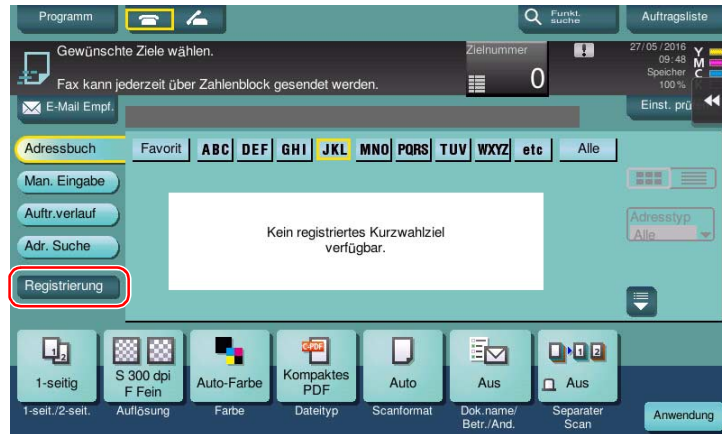 Programm
Funkt.
suche
Auftragsliste
Gewünschte Ziele wählen.
Zielnummer
0
Fax kann jederzeit über Zahlenblock gesendet werden.
27/05/2016
09:48
Speicher
100 %
Y
M
C
K
E-Mail Empf.
Einst. prü
Adressbuch
Favorit ABC DEF GHI JKL MNO PQRS TUV WXYZ etc Alle
Man. Eingabe
Auftr.verlauf
Adr. Suche
Registrierung
Kein registriertes Kurzwahlziel
verfügbar.
Adresstyp
Alle
1 2
1-seitig
1-seit./2-seit.
S 300 dpi
F Fein
Auflösung
Auto-Farbe
Farbe
C-PDF
Kompaktes
PDF
Dateityp
Auto
Scanformat
Aus
Dok.name/
Betr./And.
1 2
Aus
Separater
Scan
Anwendung